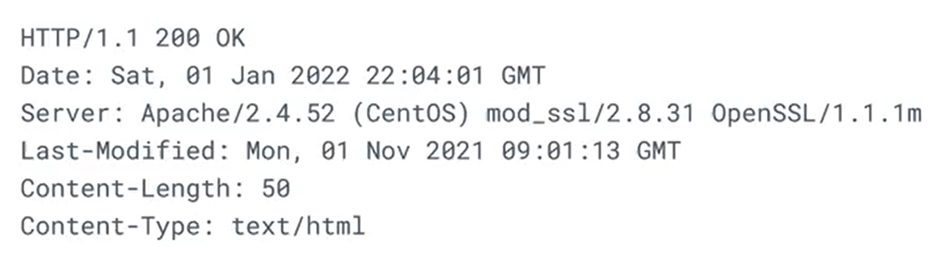 HTTP/1.1 200 OK
Date: Sat, 01 Jan 2022 22:04:01 GMT
Server: Apache/2.4.52 (CentOS) mod_ssl/2.8.31 OpenSSL/1.1.1m
Last-Modified: Mon, 01 Nov 2021 09:01:13 GMT
Content-Length: 50
Content-Type: text/html